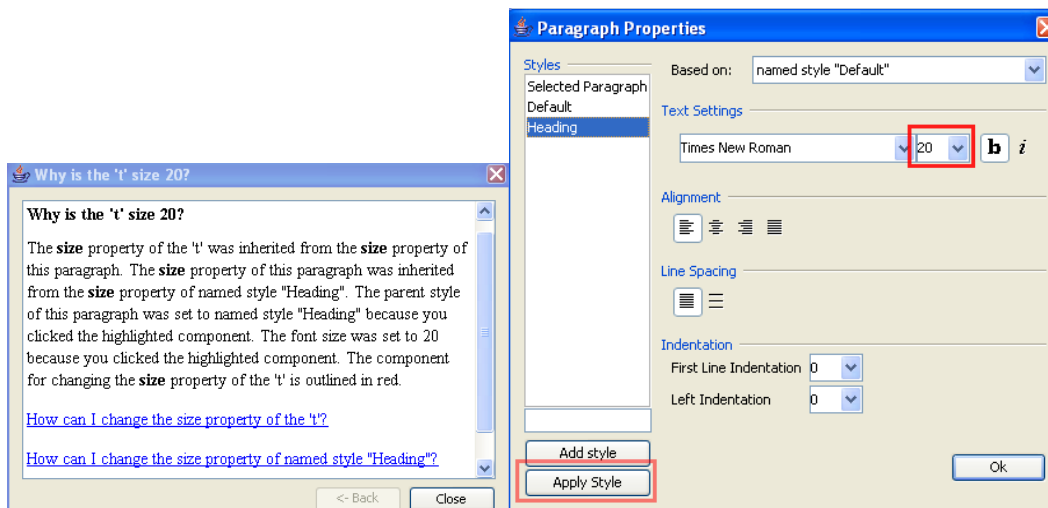 Why is the 't' size 20?
Why is the 't' size 20?
The size property of the 't' was inherited from the size property of
this paragraph. The size property of this paragraph was inherited
from the size property of named style "Heading". The parent style
of this paragraph was set to named style "Heading" because you
clicked the highlighted component. The font size was set to 20
because you clicked the highlighted component. The component
for changing the size property of the 't' is outlined in red.
How can I change the size property of the 't'?
How can I change the size property of named style "Heading"?
<- Back Close
Paragraph Properties
Styles
Selected Paragraph
Default
Heading
Add style
Apply Style
Based on: named style "Default"
Text Settings
Times New Roman 20 b i
Alignment
Line Spacing
Indentation
First Line Indentation 0
Left Indentation 0
Ok